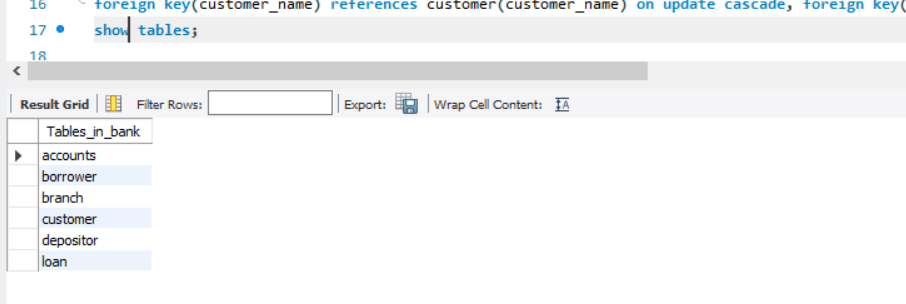 16 foreign key(customer_name) references customer(customer_name) on update cascade, foreign key(
17 show tables;
18
Result Grid Filter Rows: Export: Wrap Cell Content: IA
Tables_in_bank
accounts
borrower
branch
customer
depositor
loan